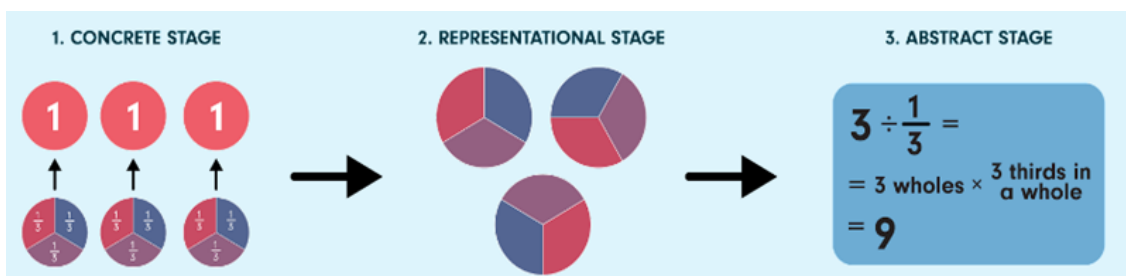 1. CONCRETE STAGE
1 1 1
1/3 1/3 1/3 1/3 1/3 1/3
1/3 1/3 1/3
2. REPRESENTATIONAL STAGE
3. ABSTRACT STAGE
3 ÷ 1/3 =
= 3 wholes × 3 thirds in
a whole
= 9